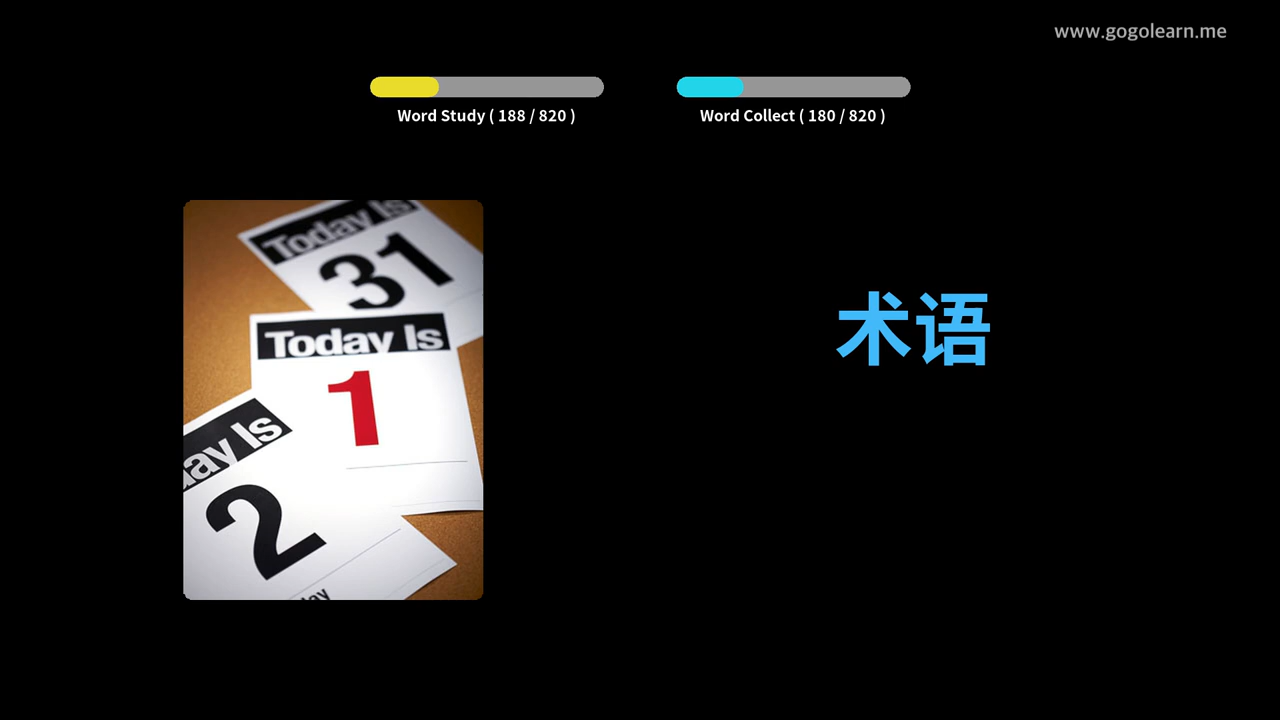 www.gogolearn.me
Word Study ( 188 / 820 )
Word Collect ( 180 / 820 )
Today Is
31
Today Is
1
ay Is
2
ay
术语